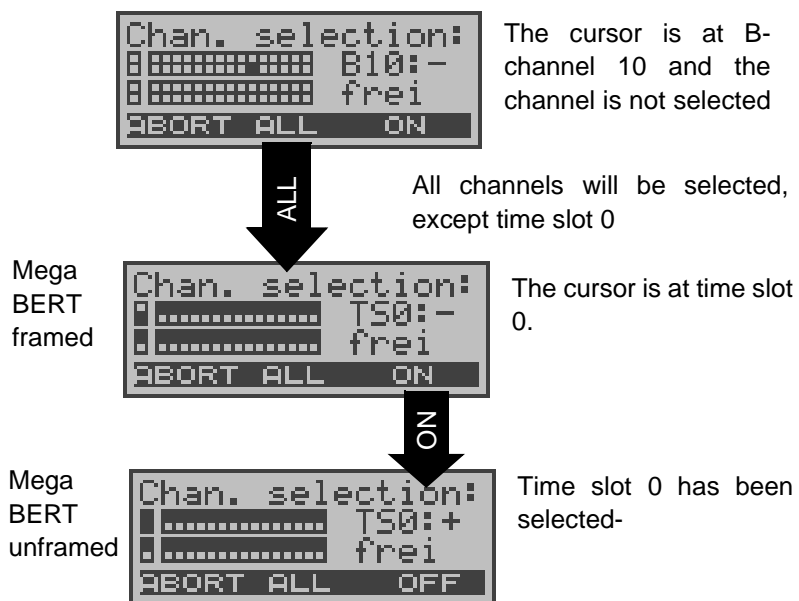 Chan. selection:
B10:-
frei
ABORT ALL ON
The cursor is at B-
channel 10 and the
channel is not selected
ALL
All channels will be selected,
except time slot 0
Mega
BERT
framed
Chan. selection:
TS0:-
frei
ABORT ALL ON
The cursor is at time slot
0.
ON
Mega
BERT
unframed
Chan. selection:
TS0:+
frei
ABORT ALL OFF
Time slot 0 has been
selected-